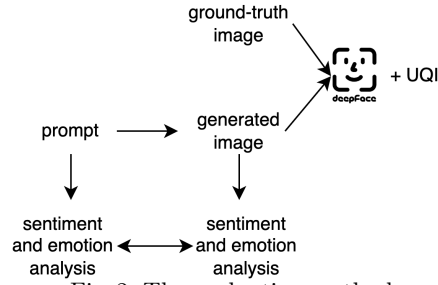 ground-truth
image
deepFace
+ UQI
prompt
generated
image
sentiment
and emotion
analysis
sentiment
and emotion
analysis